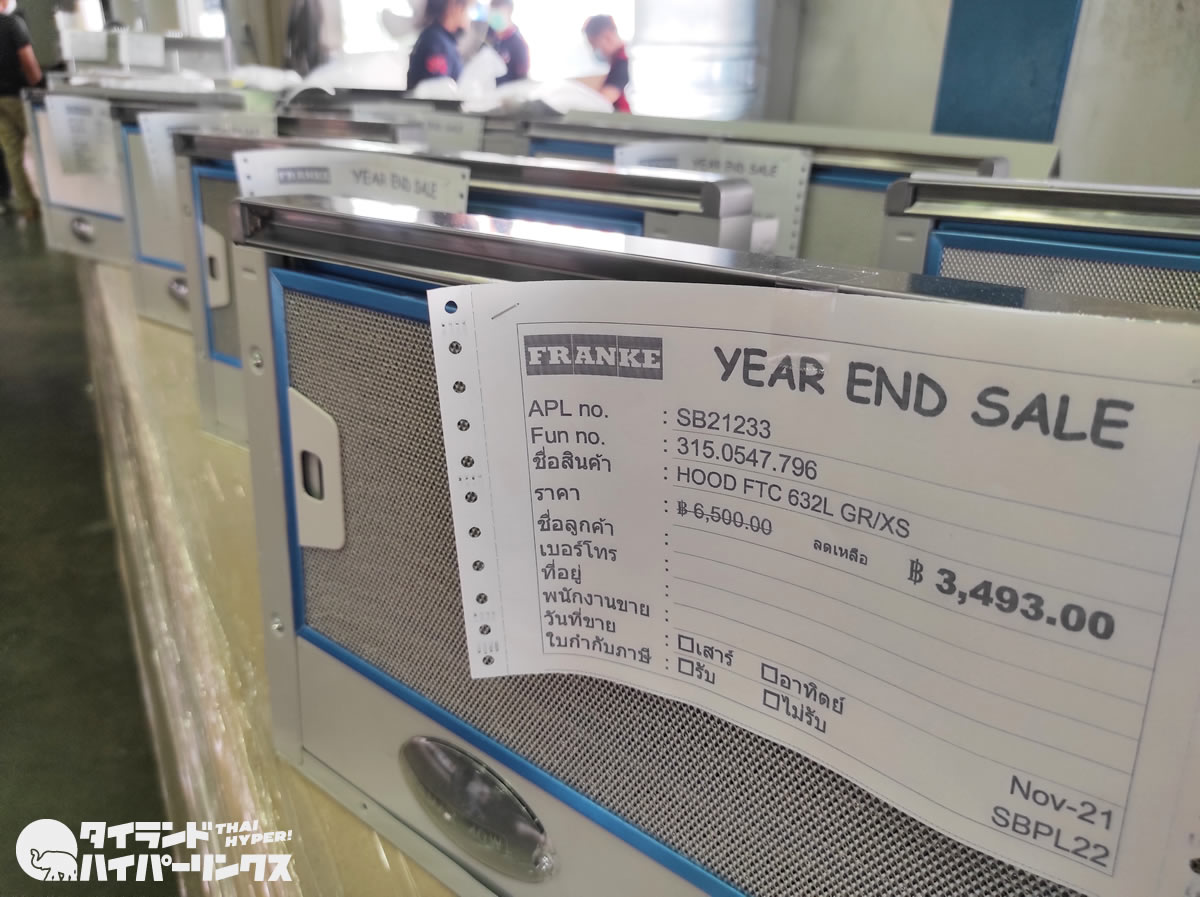 FRANKE YEAR END SALE
YEAR END SALE
FRANKE YEAR END SALE
APL no. : SB21233
Fun no. : 315.0547.796
ชื่อสินค้า : HOOD FTC 632L GR/XS
ราคา : ฿ 6,500.00 ลดเหลือ ฿ 3,493.00
ชื่อลูกค้า :
เบอร์โทร :
ที่อยู่ :
พนักงานขาย :
วันที่ขาย : เสาร์ อาทิตย์
ใบกำกับภาษี : รับ ไม่รับ
Nov-21
SBPL22
タイランド THAI HYPER!
ハイパーリンクス